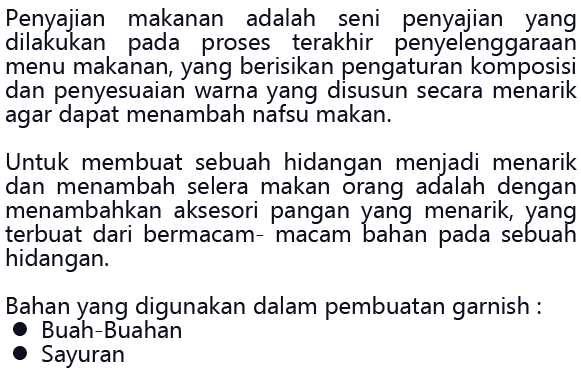 Penyajian makanan adalah seni penyajian yang
dilakukan pada proses terakhir penyelenggaraan
menu makanan, yang berisikan pengaturan komposisi
dan penyesuaian warna yang disusun secara menarik
agar dapat menambah nafsu makan.

Untuk membuat sebuah hidangan menjadi menarik
dan menambah selera makan orang adalah dengan
menambahkan aksesori pangan yang menarik, yang
terbuat dari bermacam- macam bahan pada sebuah
hidangan.

Bahan yang digunakan dalam pembuatan garnish :
● Buah-Buahan
● Sayuran